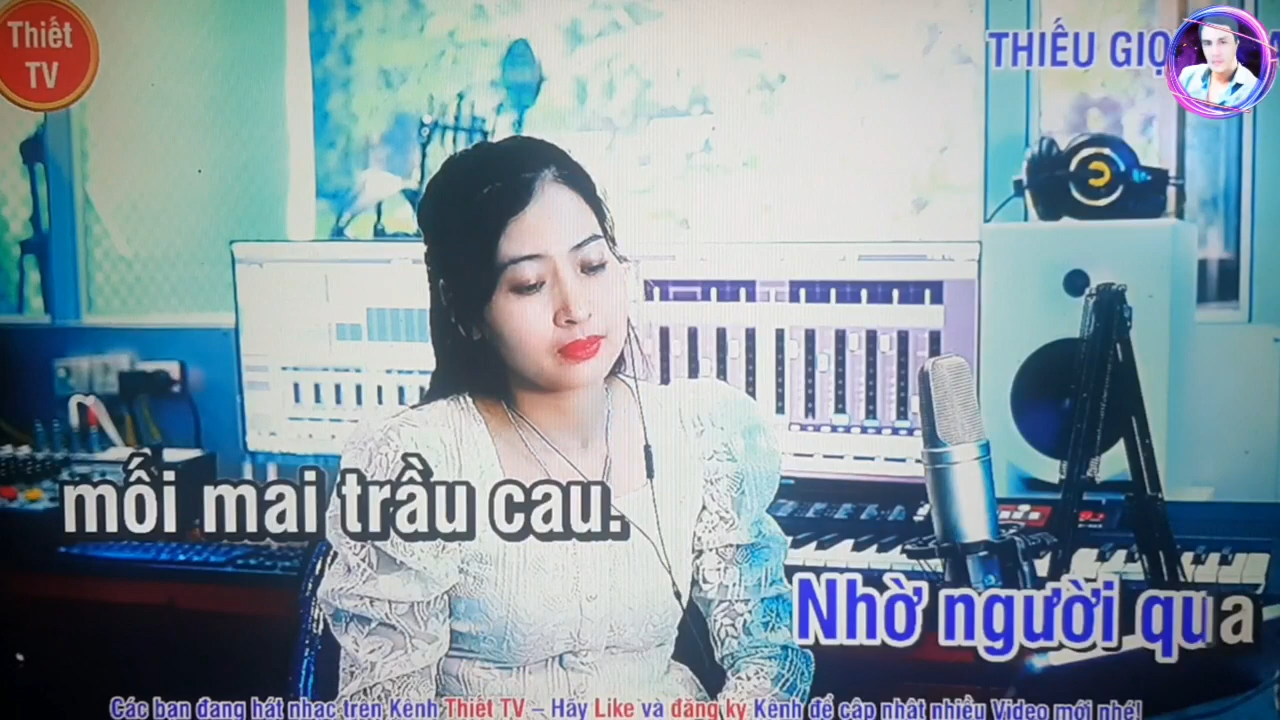 Thiết
TV
THIẾU GIỌ
mối mai trầu cau.
Nhờ người qua
Các bạn đang hát nhạc trên Kênh Thiết TV – Hãy Like và đăng ký Kênh để cập nhật nhiều Video mới nhé!